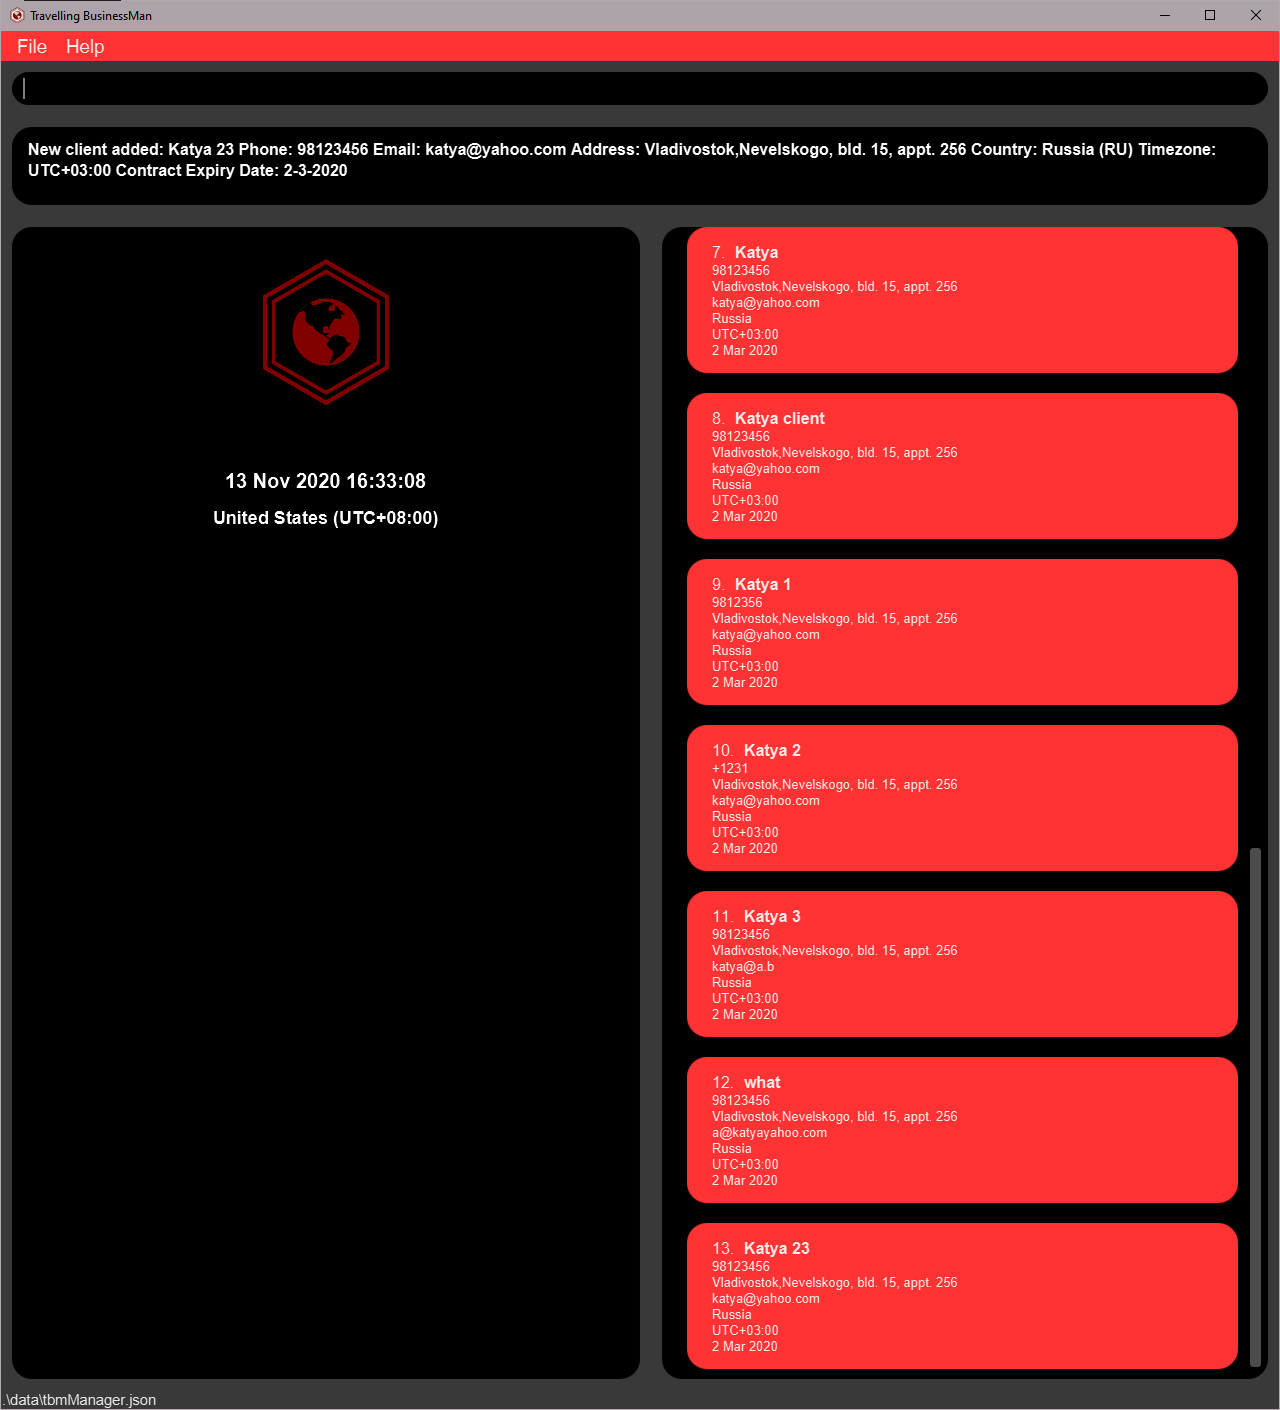 Travelling BusinessMan
File Help
New client added: Katya 23 Phone: 98123456 Email: katya@yahoo.com Address: Vladivostok,Nevelskogo, bld. 15, appt. 256 Country: Russia (RU) Timezone:
UTC+03:00 Contract Expiry Date: 2-3-2020
13 Nov 2020 16:33:08
United States (UTC+08:00)
7. Katya
98123456
Vladivostok,Nevelskogo, bld. 15, appt. 256
katya@yahoo.com
Russia
UTC+03:00
2 Mar 2020
8. Katya client
98123456
Vladivostok,Nevelskogo, bld. 15, appt. 256
katya@yahoo.com
Russia
UTC+03:00
2 Mar 2020
9. Katya 1
9812356
Vladivostok,Nevelskogo, bld. 15, appt. 256
katya@yahoo.com
Russia
UTC+03:00
2 Mar 2020
10. Katya 2
+1231
Vladivostok,Nevelskogo, bld. 15, appt. 256
katya@yahoo.com
Russia
UTC+03:00
2 Mar 2020
11. Katya 3
98123456
Vladivostok,Nevelskogo, bld. 15, appt. 256
katya@a.b
Russia
UTC+03:00
2 Mar 2020
12. what
98123456
Vladivostok,Nevelskogo, bld. 15, appt. 256
a@katyayahoo.com
Russia
UTC+03:00
2 Mar 2020
13. Katya 23
98123456
Vladivostok,Nevelskogo, bld. 15, appt. 256
katya@yahoo.com
Russia
UTC+03:00
2 Mar 2020
.\data\tbmManager.json